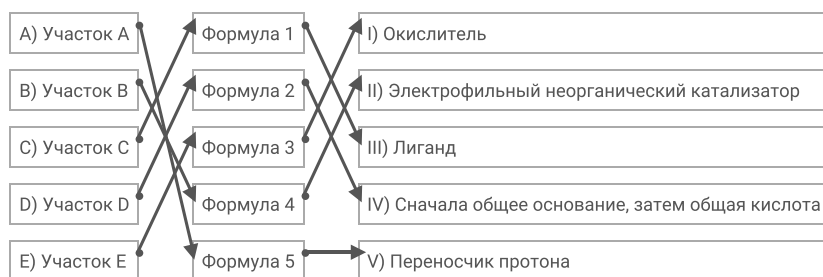 A) Участок A Формула 1 I) Окислитель
B) Участок B Формула 2 II) Электрофильный неорганический катализатор
C) Участок C Формула 3 III) Лиганд
D) Участок D Формула 4 IV) Сначала общее основание, затем общая кислота
E) Участок E Формула 5 V) Переносчик протона